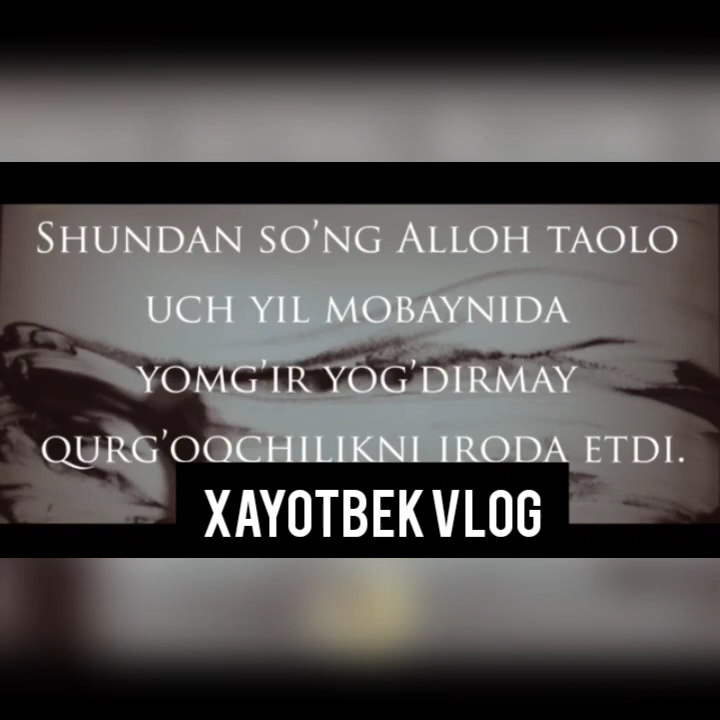 SHUNDAN SO'NG ALLOH TAOLO
UCH YIL MOBAYNIDA
YOMG'IR YOG'DIRMAY
QURG'OQCHILIKNI IRODA ETDI.
XAYOTBEK VLOG